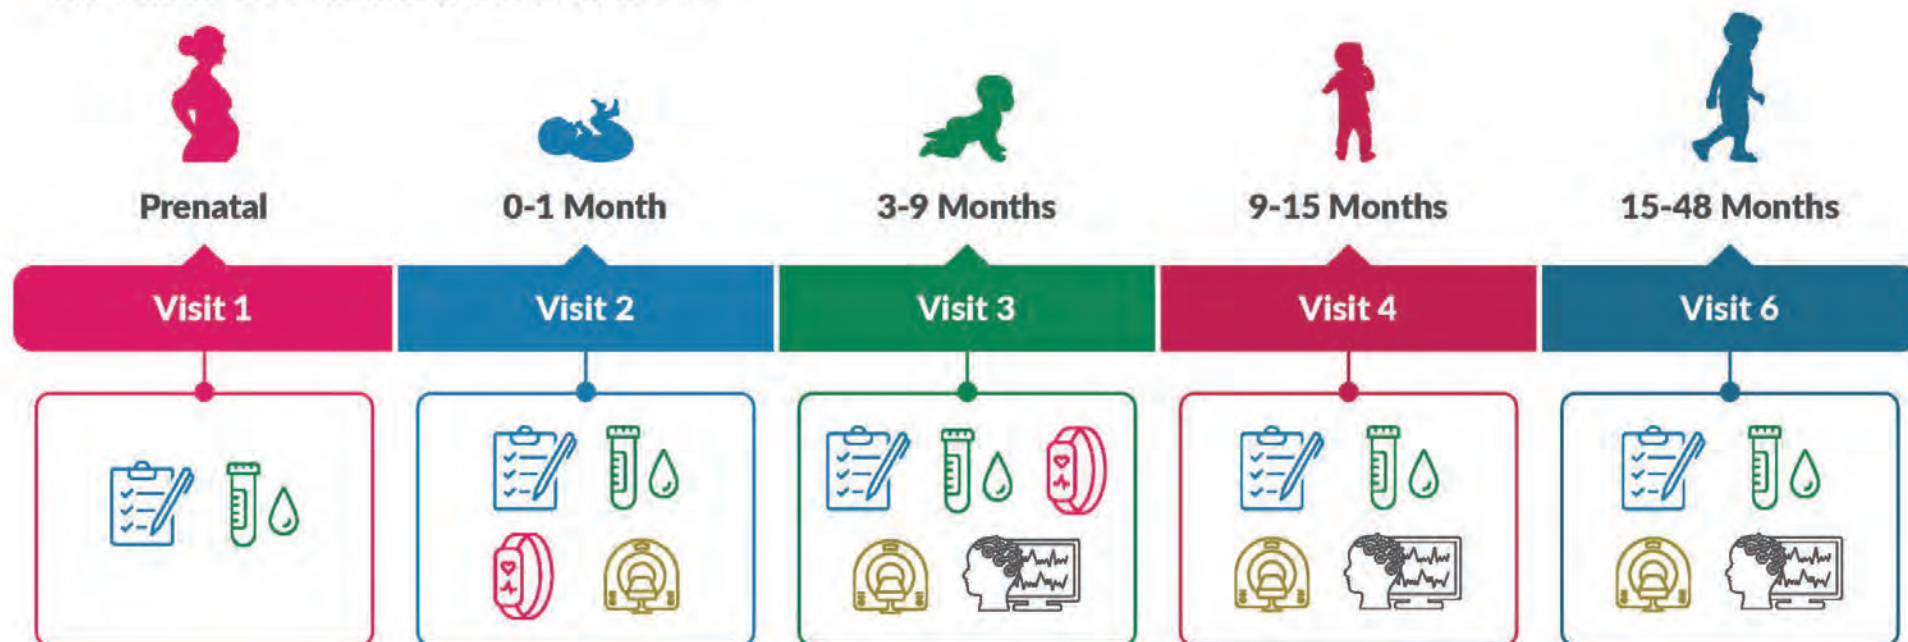 Prenatal
0-1 Month
3-9 Months
9-15 Months
15-48 Months
Visit 1
Visit 2
Visit 3
Visit 4
Visit 6